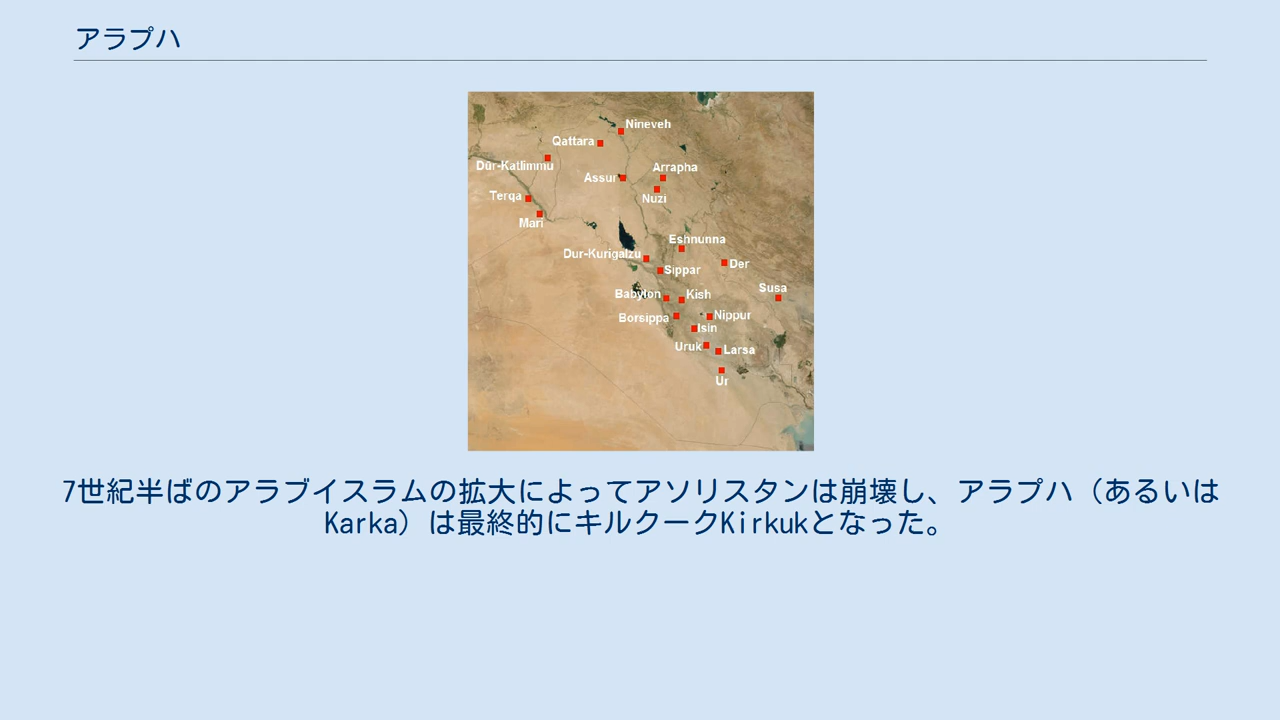 アラプハ
Nineveh
Qattara
Dūr-Katlimmu
Arrapha
Assur
Terqa
Nuzi
Mari
Eshnunna
Dur-Kurigalzu
Der
Sippar
Susa
Babylon
Kish
Borsippa
Nippur
Isin
Uruk
Larsa
Ur
7世紀半ばのアラブイスラムの拡大によってアソリスタンは崩壊し、アラプハ（あるいは
Karka）は最終的にキルクークKirkukとなった。